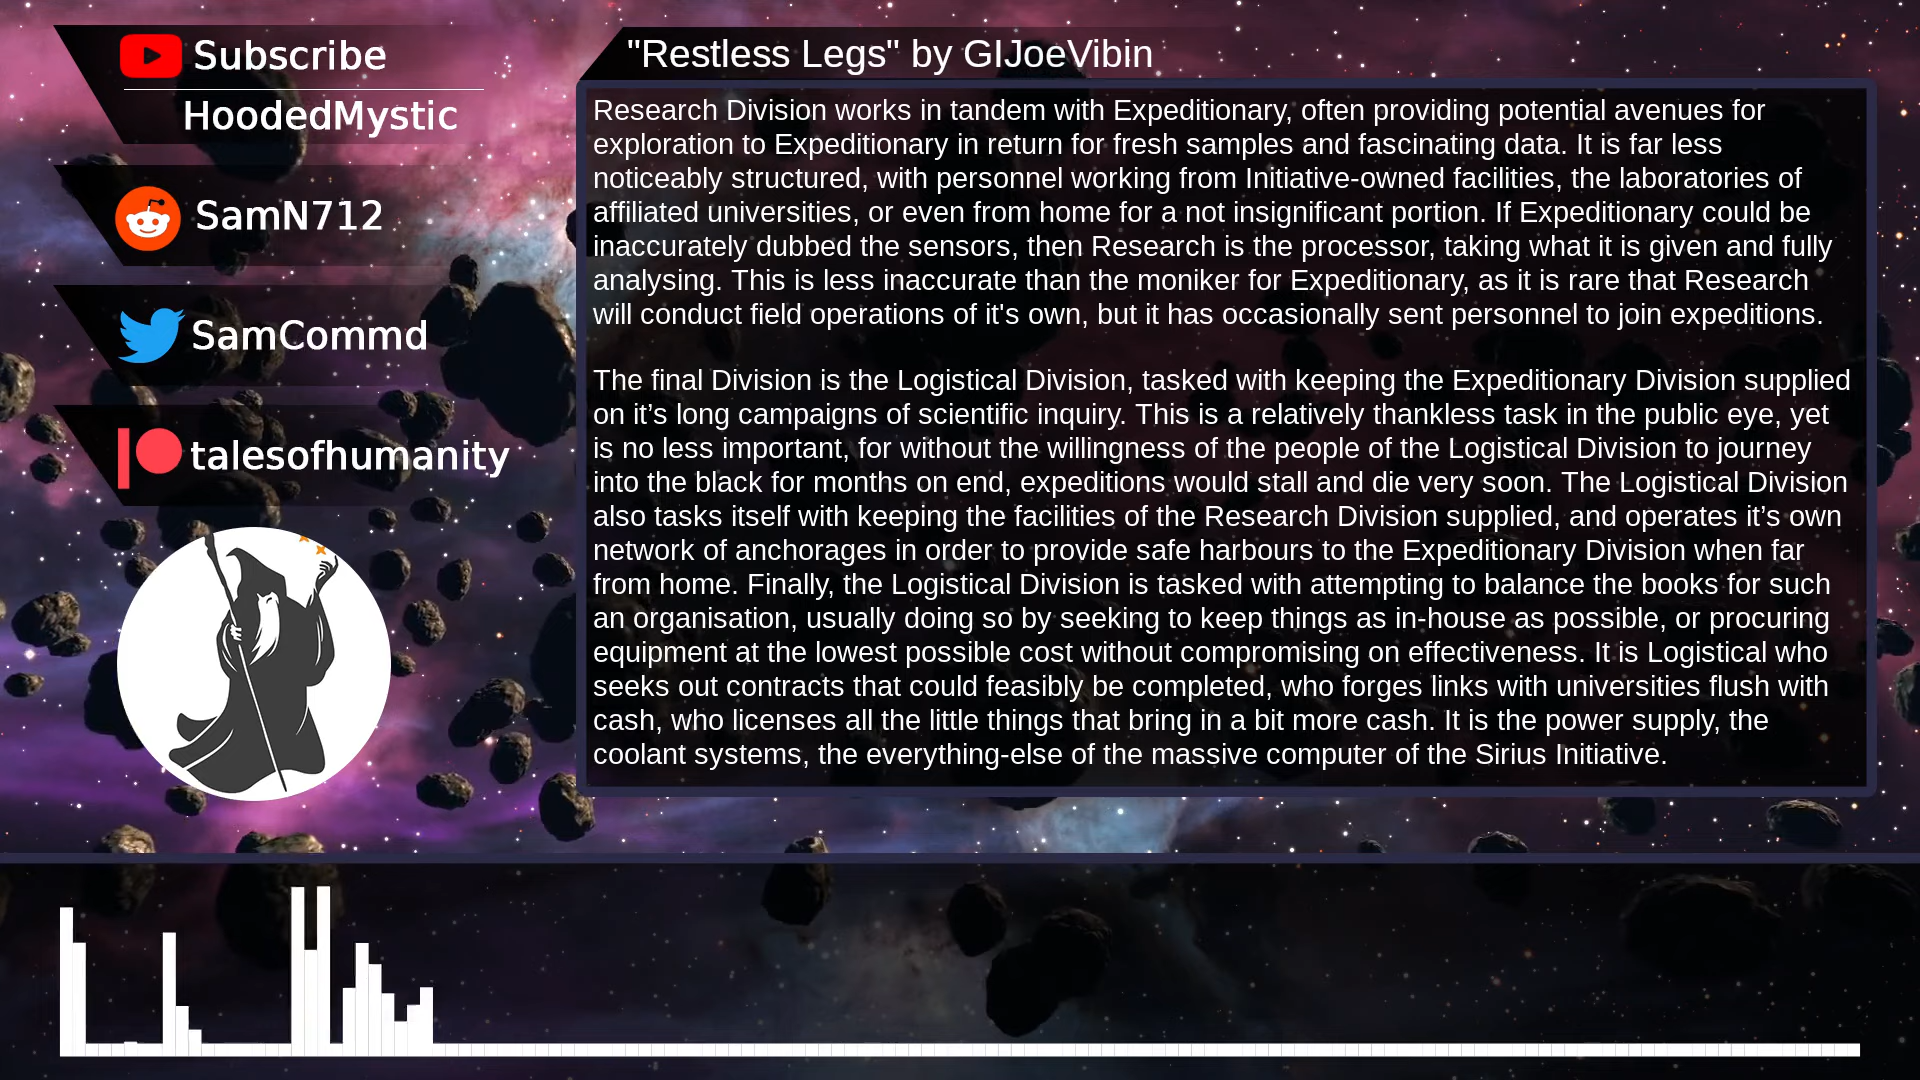 Subscribe
HoodedMystic
SamN712
SamCommd
talesofhumanity
"Restless Legs" by GIJoeVibin
Research Division works in tandem with Expeditionary, often providing potential avenues for
exploration to Expeditionary in return for fresh samples and fascinating data. It is far less
noticeably structured, with personnel working from Initiative-owned facilities, the laboratories of
affiliated universities, or even from home for a not insignificant portion. If Expeditionary could be
inaccurately dubbed the sensors, then Research is the processor, taking what it is given and fully
analysing. This is less inaccurate than the moniker for Expeditionary, as it is rare that Research
will conduct field operations of it's own, but it has occasionally sent personnel to join expeditions.
The final Division is the Logistical Division, tasked with keeping the Expeditionary Division supplied
on it’s long campaigns of scientific inquiry. This is a relatively thankless task in the public eye, yet
is no less important, for without the willingness of the people of the Logistical Division to journey
into the black for months on end, expeditions would stall and die very soon. The Logistical Division
also tasks itself with keeping the facilities of the Research Division supplied, and operates it’s own
network of anchorages in order to provide safe harbours to the Expeditionary Division when far
from home. Finally, the Logistical Division is tasked with attempting to balance the books for such
an organisation, usually doing so by seeking to keep things as in-house as possible, or procuring
equipment at the lowest possible cost without compromising on effectiveness. It is Logistical who
seeks out contracts that could feasibly be completed, who forges links with universities flush with
cash, who licenses all the little things that bring in a bit more cash. It is the power supply, the
coolant systems, the everything-else of the massive computer of the Sirius Initiative.